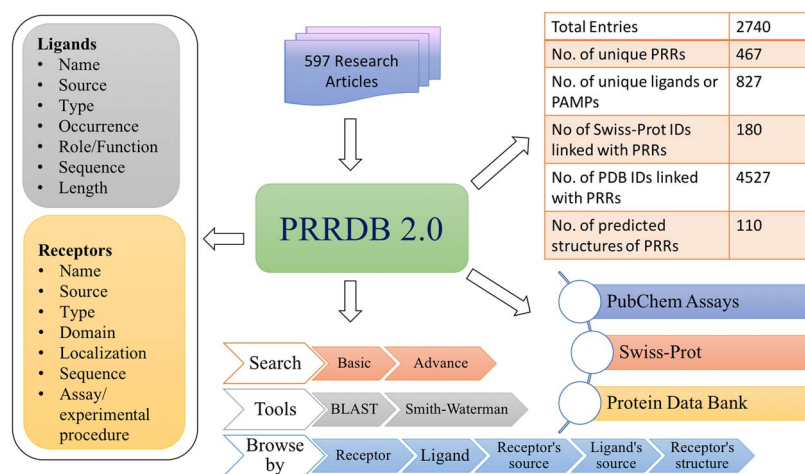 Ligands
• Name
• Source
• Type
• Occurrence
• Role/Function
• Sequence
• Length
Receptors
• Name
• Source
• Type
• Domain
• Localization
• Sequence
• Assay/
experimental
procedure
597 Research
Articles
PRRDB 2.0
Total Entries 2740
No. of unique PRRs 467
No. of unique ligands or 827
PAMPs
No of Swiss-Prot IDs 180
linked with PRRs
No. of PDB IDs linked 4527
with PRRs
No. of predicted 110
structures of PRRs
PubChem Assays
Swiss-Prot
Protein Data Bank
Search Basic Advance
Tools BLAST Smith-Waterman
Browse
by
Receptor
Ligand
Receptor's
source
Ligand's
source
Receptor's
structure